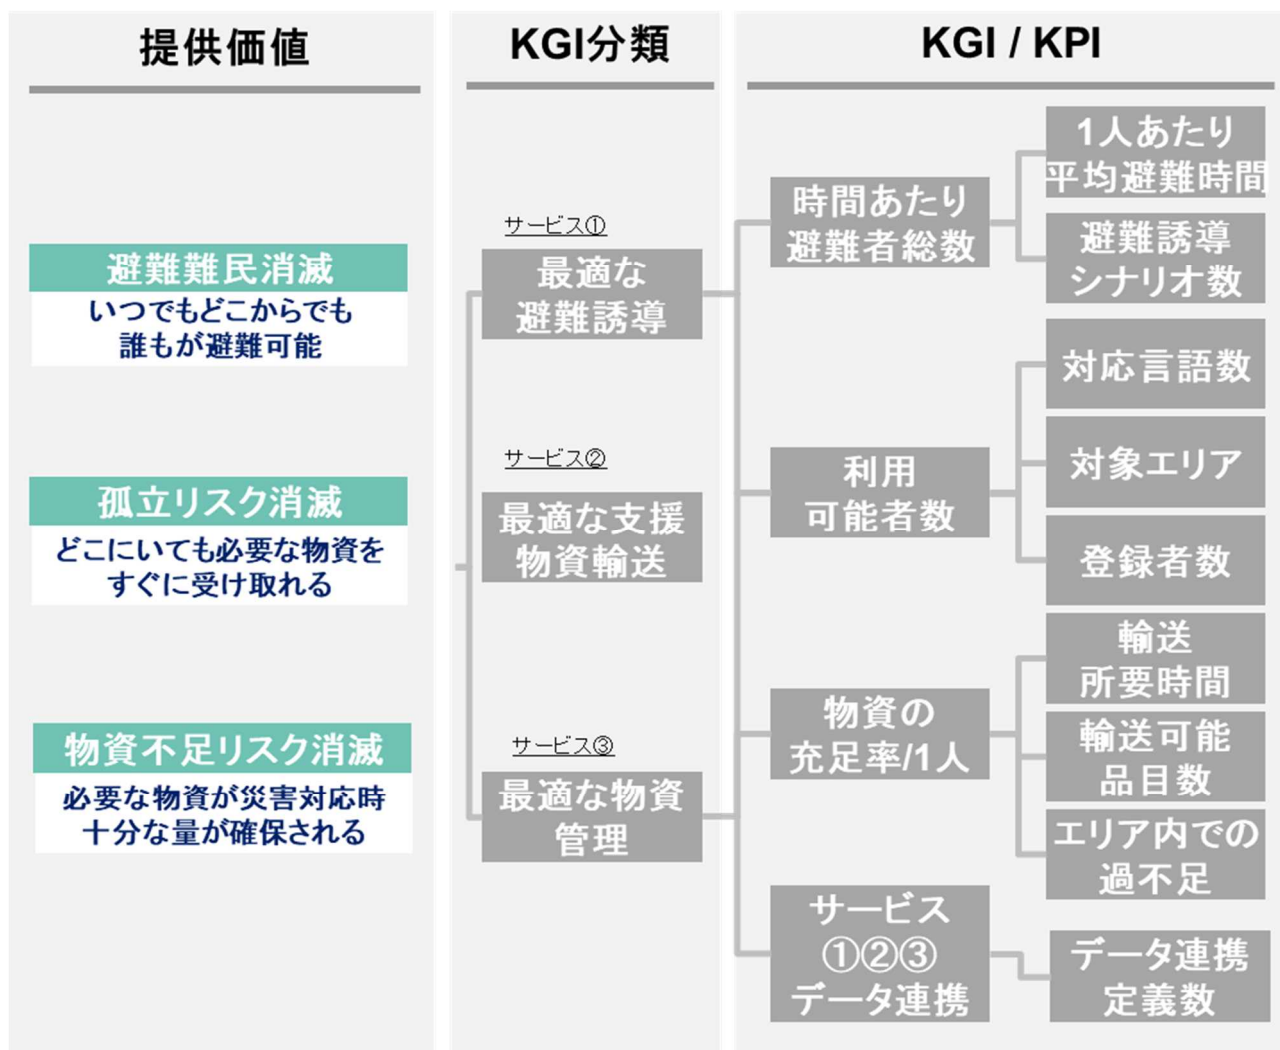 提供価値
避難難民消滅
いつでもどこからでも
誰もが避難可能
孤立リスク消滅
どこにいても必要な物資を
すぐに受け取れる
物資不足リスク消滅
必要な物資が災害対応時
十分な量が確保される
KGI分類
サービス①
最適な
避難誘導
サービス②
最適な支援
物資輸送
サービス③
最適な物資
管理
KGI / KPI
時間あたり
避難者総数
1人あたり
平均避難時間
避難誘導
シナリオ数
利用
可能者数
対応言語数
対象エリア
登録者数
物資の
充足率/1人
輸送
所要時間
輸送可能
品目数
エリア内での
過不足
サービス
①②③
データ連携
データ連携
定義数